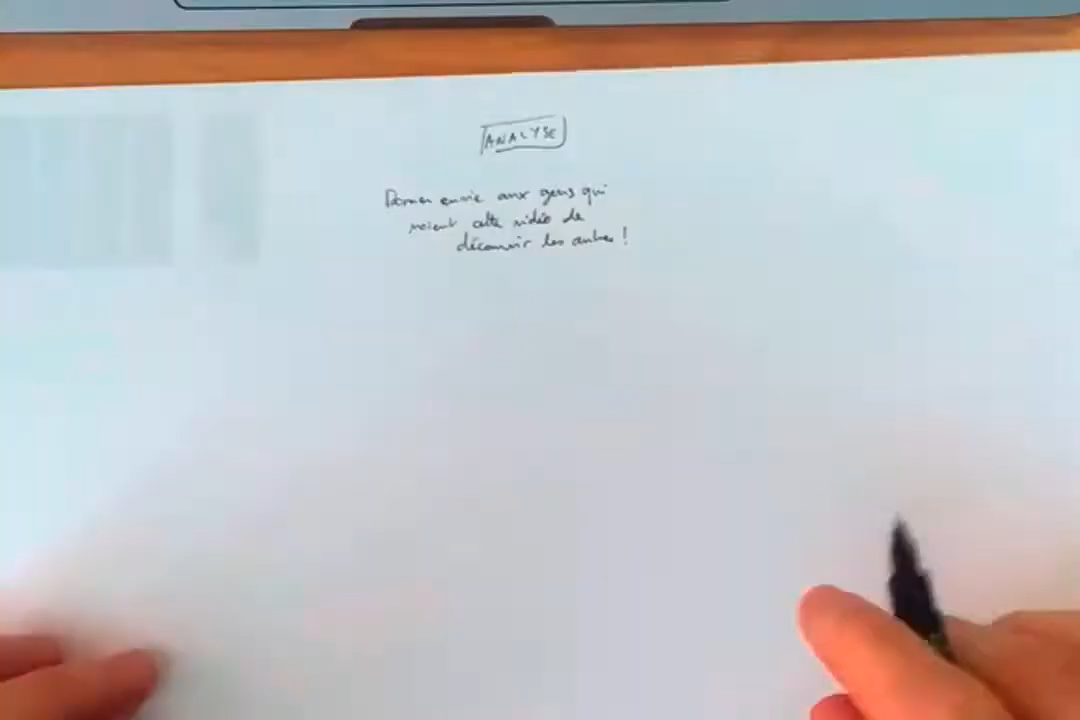 ANALYSE
Donner envie aux gens qui
voient cette vidéo de
découvrir les autres !